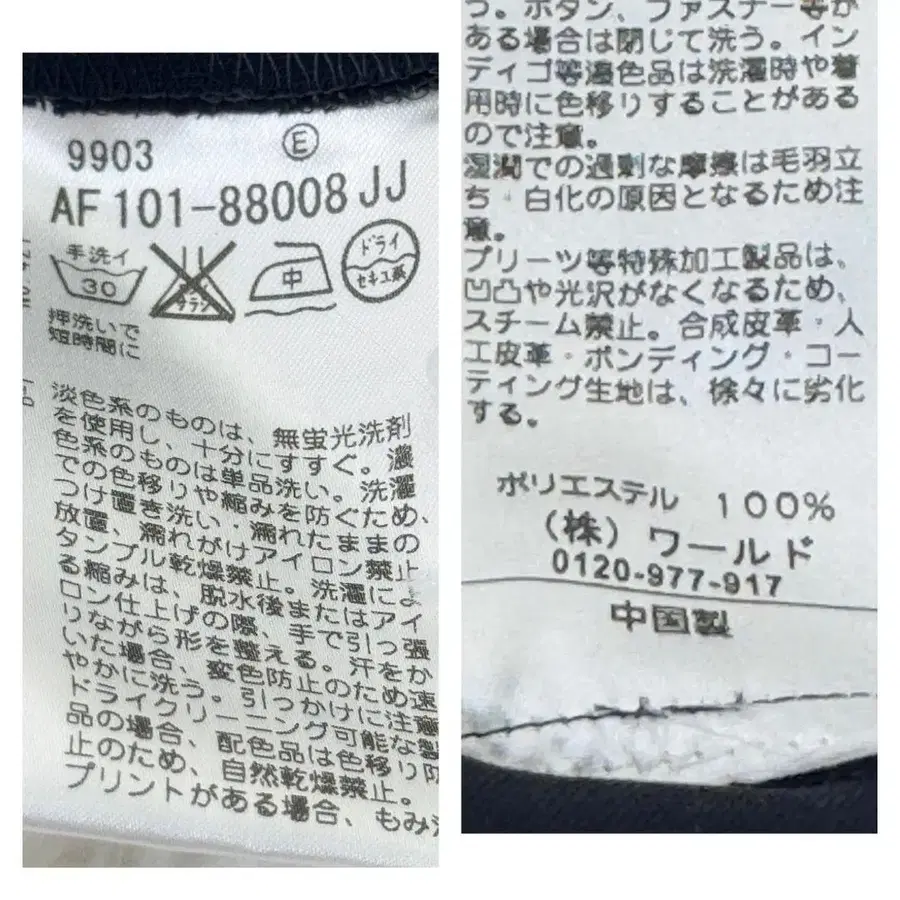 9903
Ⓔ
AF 101-88008 JJ
手洗イ
30
エンソ
サラシ
中
ドライ
セキユ系
押洗いで
短時間に
淡色系のものは、無蛍光洗剤
を使用し、十分にすすぐ。濃
色系のものは単品洗い。洗濯
での色移りや縮みを防ぐため、
つけ置き洗い・濡れたままの
放置、濡れがけアイロン禁止
タンブル乾燥禁止。洗濯によ
る縮みは、脱水後またはアイ
ロン仕上げの際、手で引っ張
りながら形を整える。汗をか
いた場合、変色防止のため速
やかに洗う。引っかけに注意
ドライクリーニング可能な製
品の場合、配色品は色移り防
止のため、自然乾燥禁止。
プリントがある場合、もみ洗
う。ボタン、ファスナー等が
ある場合は閉じて洗う。イン
ディゴ等濃色品は洗濯時や着
用時に色移りすることがある
ので注意。
湿潤での過剰な摩擦は毛羽立
ち・白化の原因となるため注
意。
プリーツ等特殊加工製品は、
凹凸や光沢がなくなるため、
スチーム禁止。合成皮革・人
工皮革・ボンディング・コー
ティング生地は、徐々に劣化
する。
ポリエステル 100%
(株)ワールド
0120-977-917
中国製